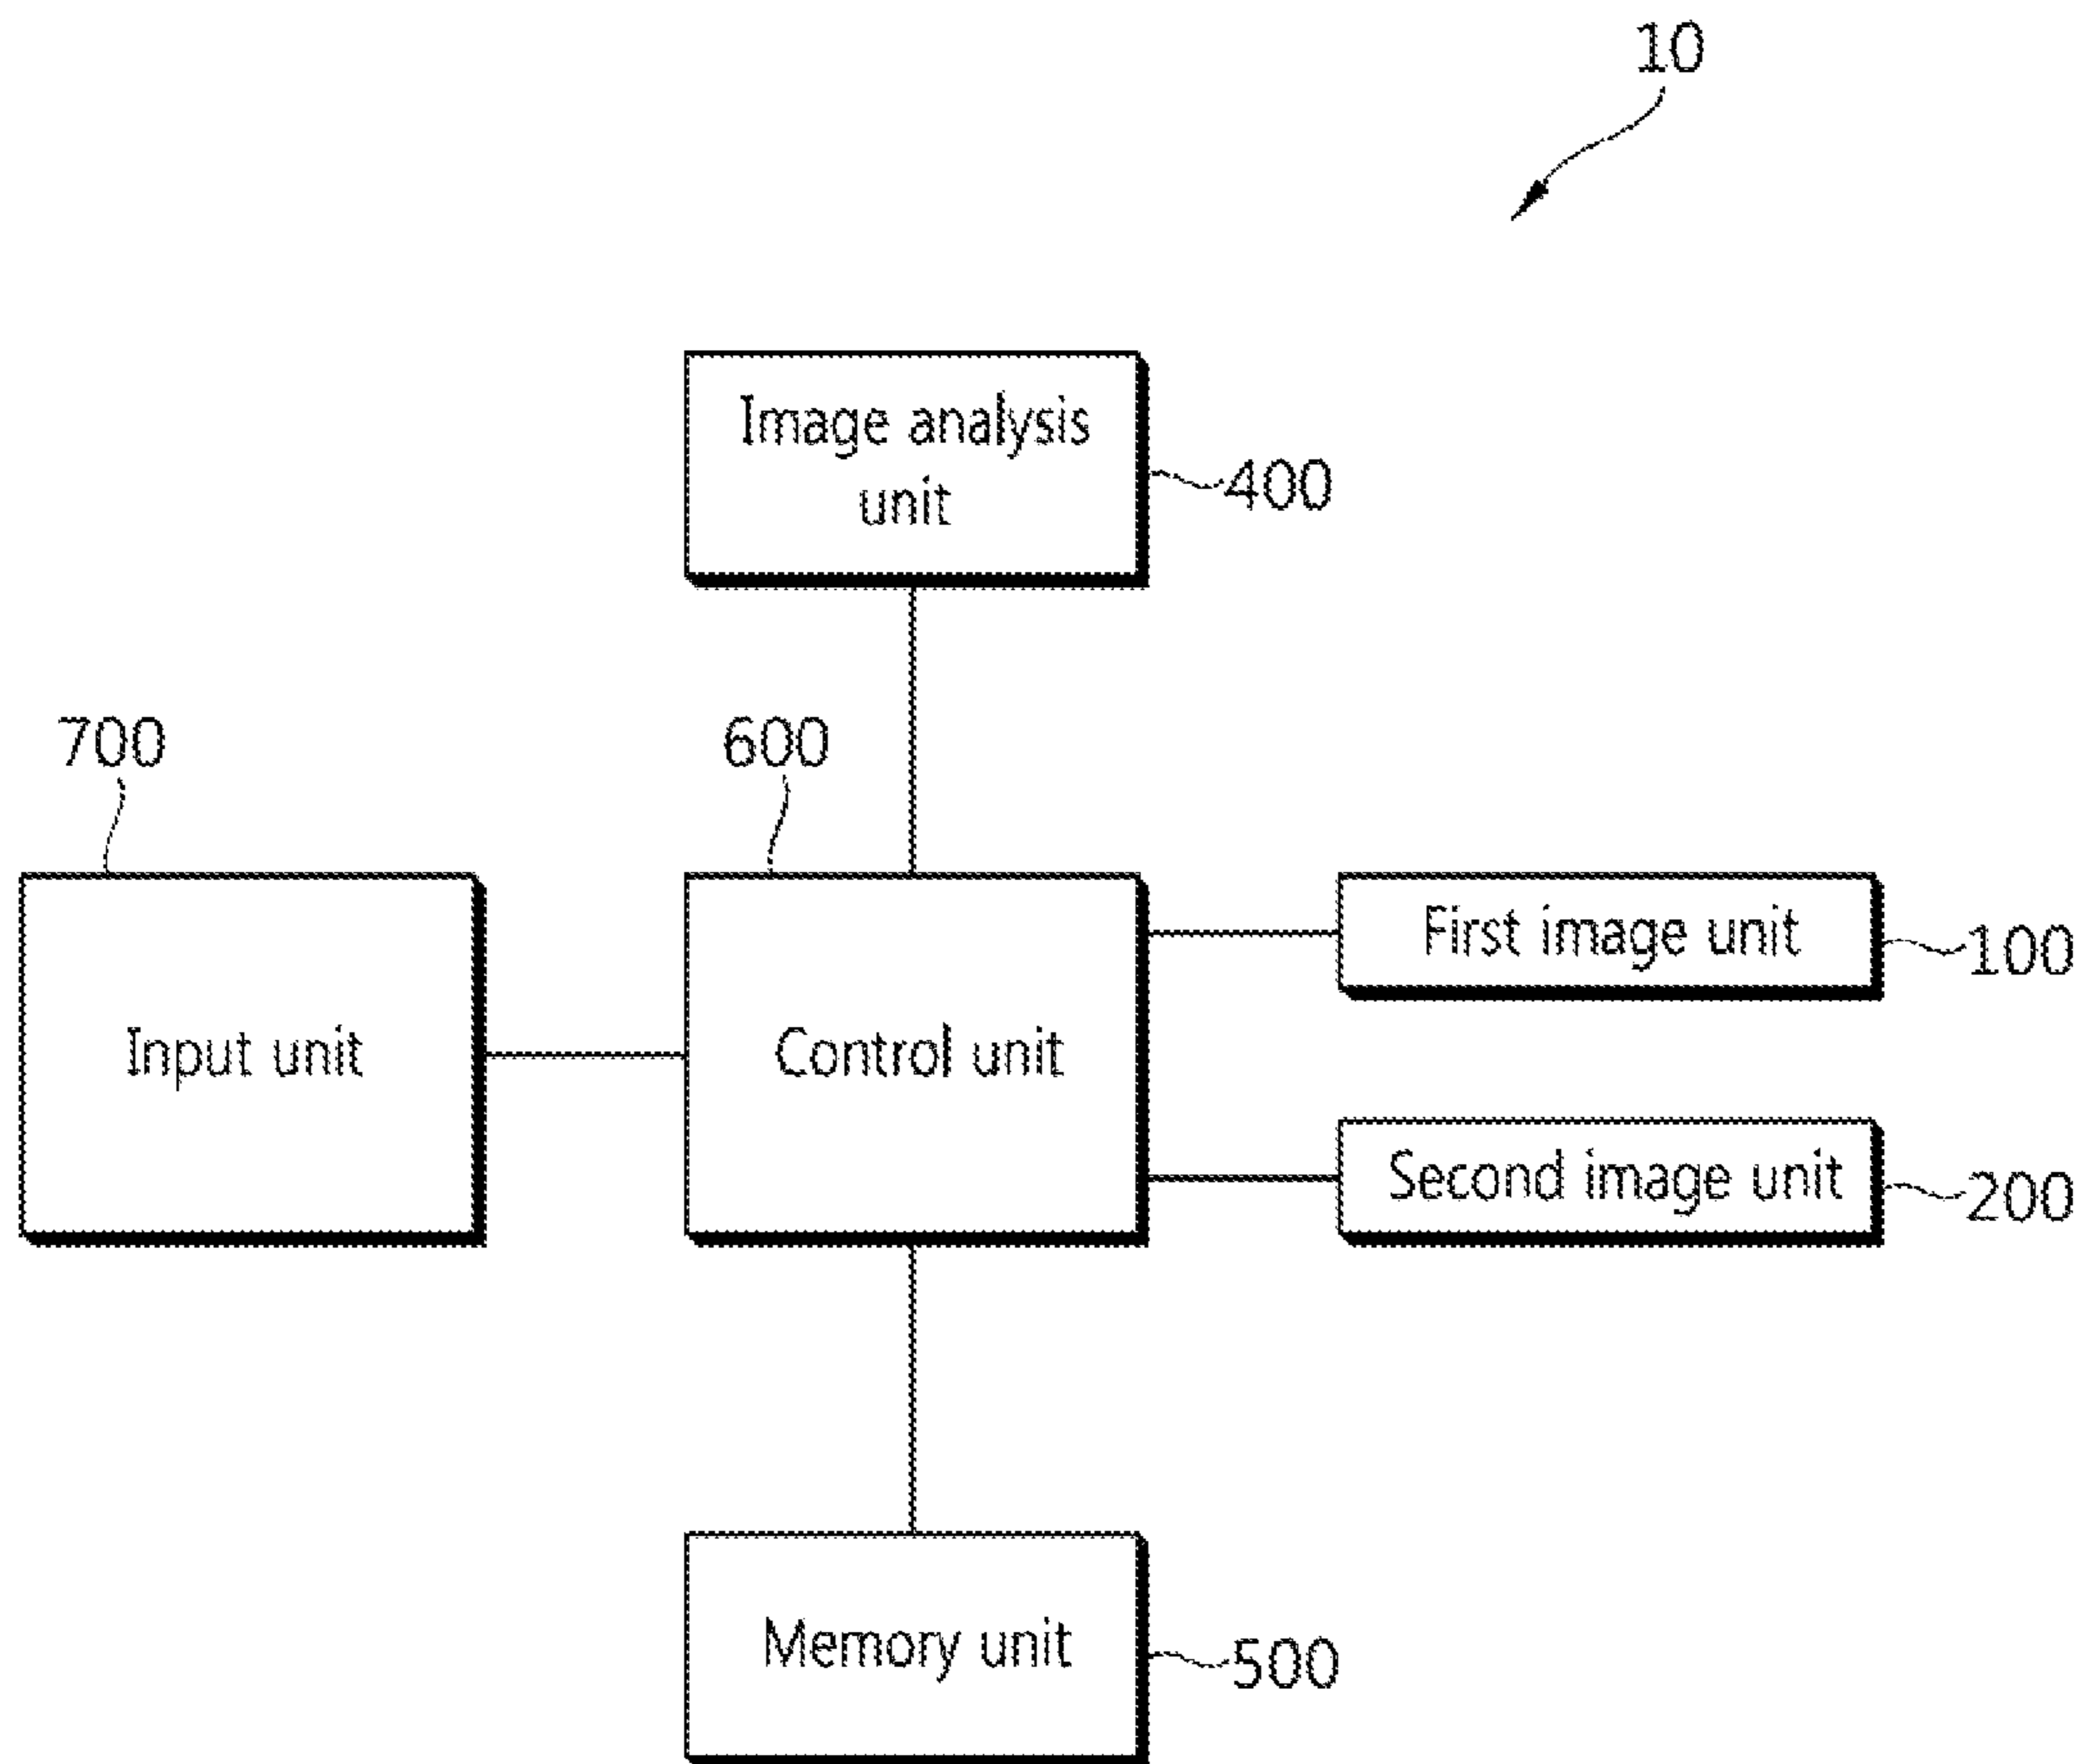 10
Image analysis
unit
400
700
600
Input unit
Control unit
First image unit
100
Second image unit
200
Memory unit
500